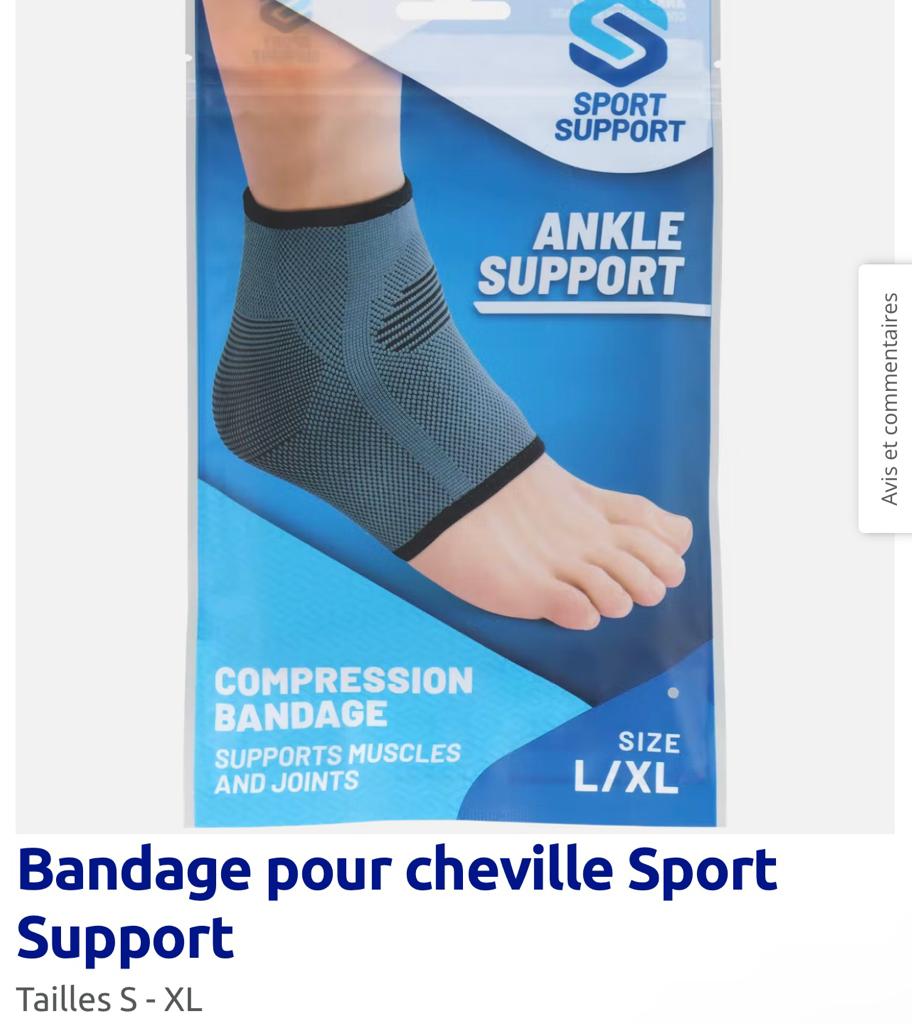 SPORT
SUPPORT
ANKLE
SUPPORT
Avis et commentaires
COMPRESSION
BANDAGE
SUPPORTS MUSCLES
AND JOINTS
SIZE
L/XL
Bandage pour cheville Sport
Support
Tailles S - XL